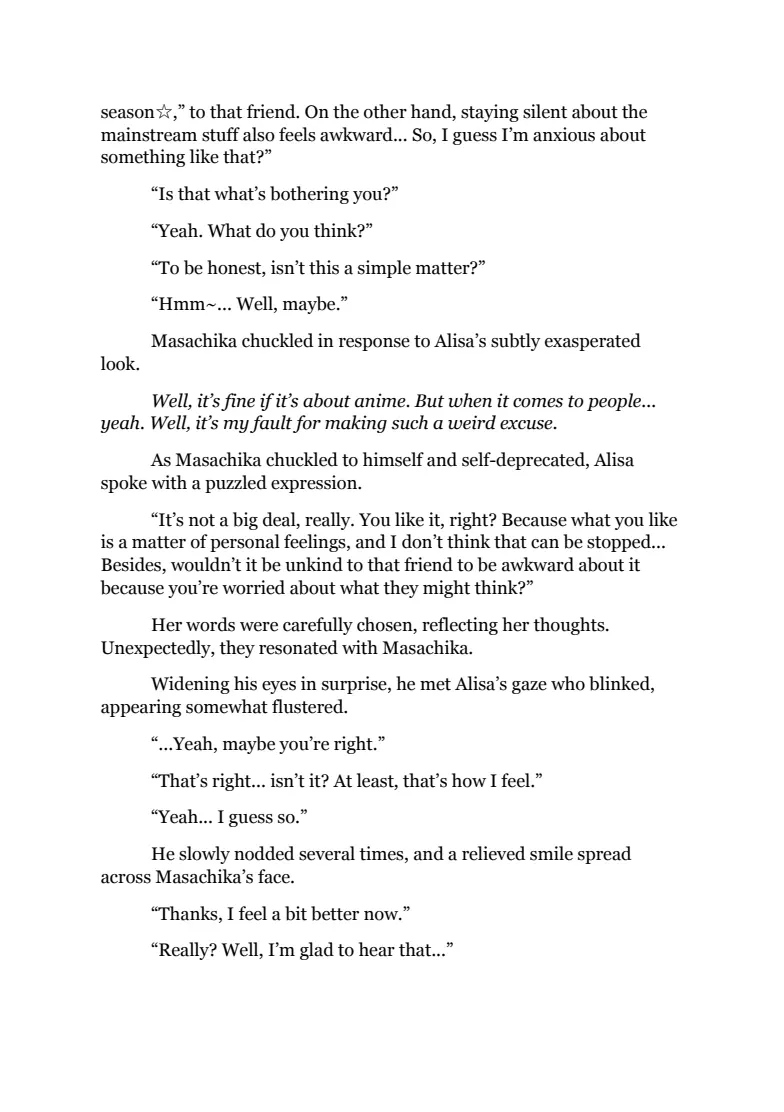 season☆,” to that friend. On the other hand, staying silent about the
mainstream stuff also feels awkward... So, I guess I’m anxious about
something like that?”
“Is that what’s bothering you?”
“Yeah. What do you think?”
“To be honest, isn’t this a simple matter?”
“Hmm~... Well, maybe.”
Masachika chuckled in response to Alisa’s subtly exasperated
look.
Well, it’s fine if it’s about anime. But when it comes to people...
yeah. Well, it’s my fault for making such a weird excuse.
As Masachika chuckled to himself and self-deprecated, Alisa
spoke with a puzzled expression.
“It’s not a big deal, really. You like it, right? Because what you like
is a matter of personal feelings, and I don’t think that can be stopped...
Besides, wouldn’t it be unkind to that friend to be awkward about it
because you’re worried about what they might think?”
Her words were carefully chosen, reflecting her thoughts.
Unexpectedly, they resonated with Masachika.
Widening his eyes in surprise, he met Alisa’s gaze who blinked,
appearing somewhat flustered.
“...Yeah, maybe you’re right.”
“That’s right... isn’t it? At least, that’s how I feel.”
“Yeah... I guess so.”
He slowly nodded several times, and a relieved smile spread
across Masachika’s face.
“Thanks, I feel a bit better now.”
“Really? Well, I’m glad to hear that...”